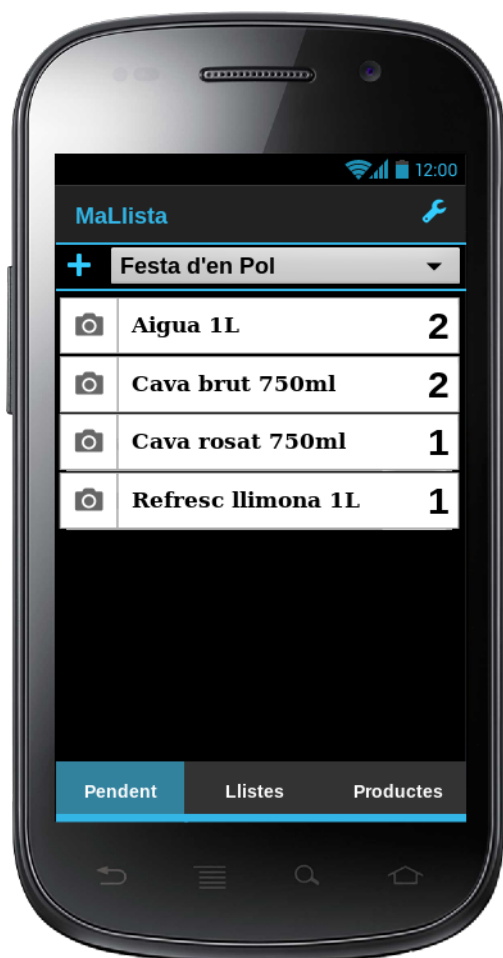 12:00
MaLlista
Festa d'en Pol
Aigua 1L 2
Cava brut 750ml 2
Cava rosat 750ml 1
Refresc llimona 1L 1
Pendent Llistes Productes